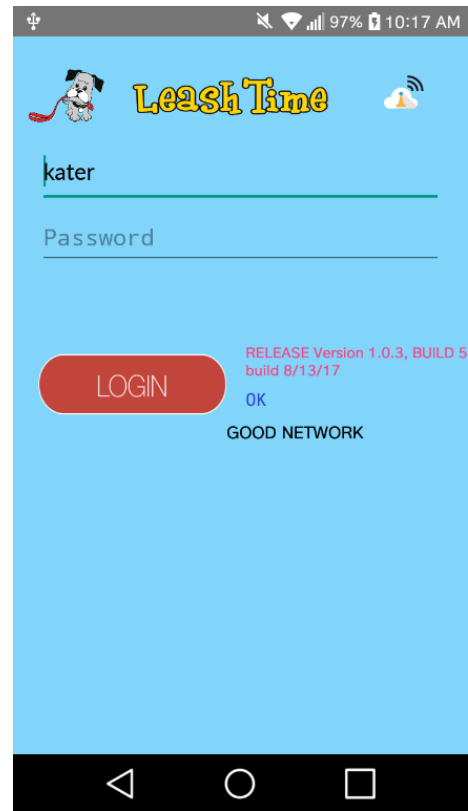 97% 10:17 AM
Leash Time
kater
Password
RELEASE Version 1.0.3, BUILD 5
build 8/13/17
LOGIN
OK
GOOD NETWORK